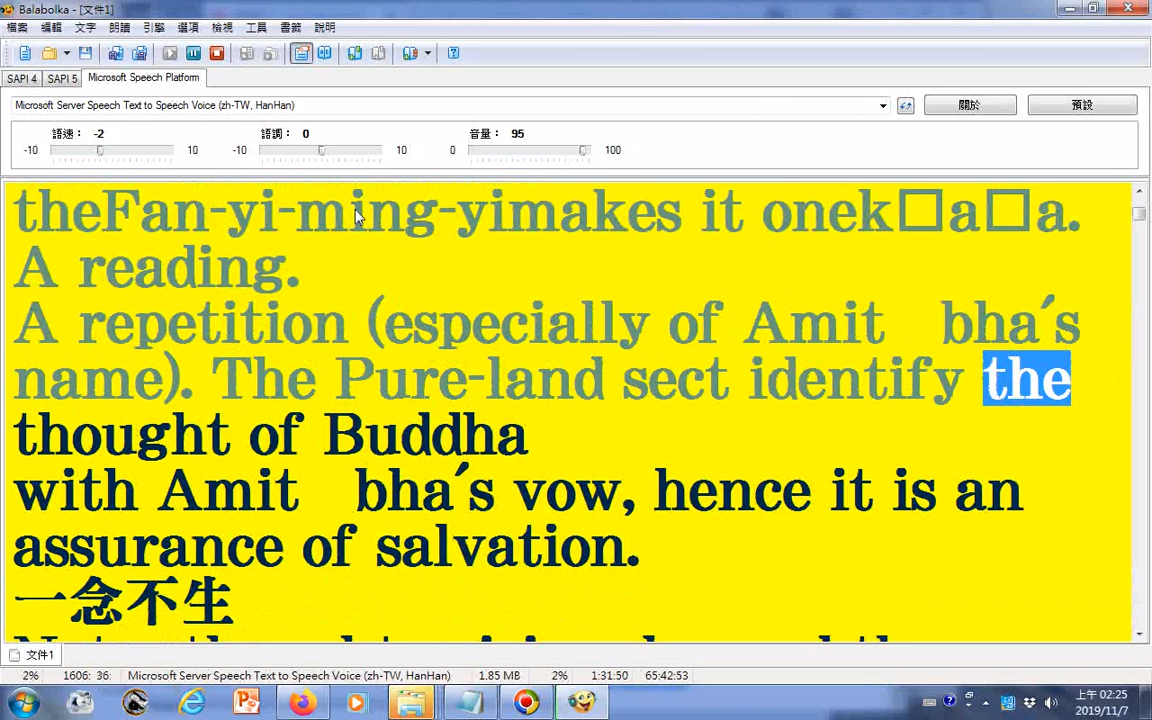 Balabolka - [文件1]
檔案 編輯 文字 朗讀 引擎 選項 檢視 工具 書籤 說明
SAPI 4 SAPI 5 Microsoft Speech Platform
Microsoft Server Speech Text to Speech Voice (zh-TW, HanHan) 關於 預設
語速： -2 語調： 0 音量： 95
-10 10 -10 10 0 100
theFan-yi-ming-yimakes it onek□a□a.
A reading.
A repetition (especially of Amit bha´s
name). The Pure-land sect identify the
thought of Buddha
with Amit bha´s vow, hence it is an
assurance of salvation.
一念不生
文件1
2% 1606: 36: Microsoft Server Speech Text to Speech Voice (zh-TW, HanHan) 1.85 MB 2% 1:31:50 65:42:53
上午 02:25
2019/11/7